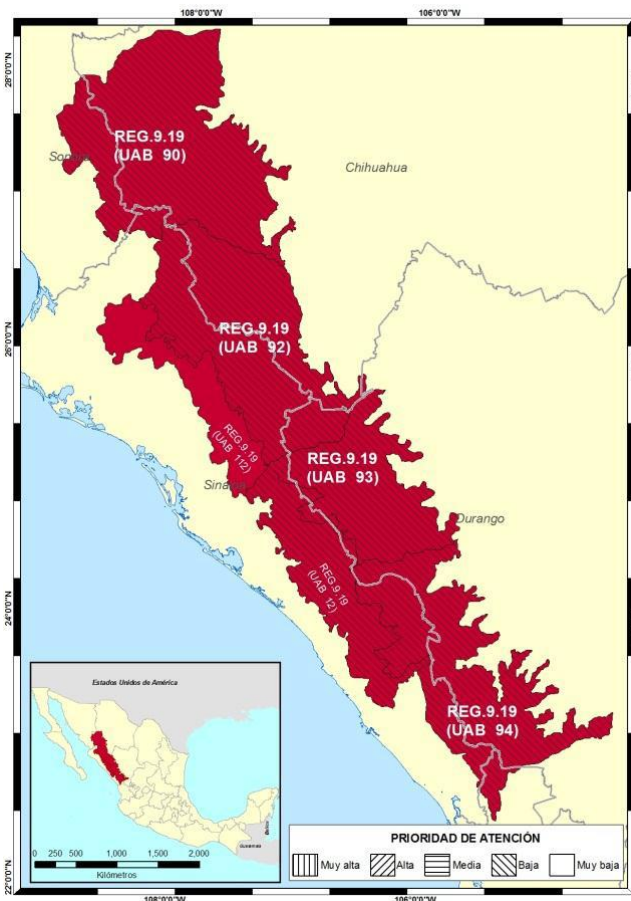 108°0'0"W
106°0'0"W
28°0'0"N
26°0'0"N
24°0'0"N
22°0'0"N
REG.9.19
(UAB 90)
Chihuahua
REG.9.19
(UAB 92)
REG.9.19
(UAB 112)
REG.9.19
(UAB 93)
Durango
REG.9.19
(UAB 12)
REG.9.19
(UAB 94)
Estados Unidos de América
Belice
Guatemala
0 250 500 1,000 1,500 2,000
Kilómetros
PRIORIDAD DE ATENCIÓN
Muy alta Alta Media Baja Muy baja
108°0'0"W
106°0'0"W